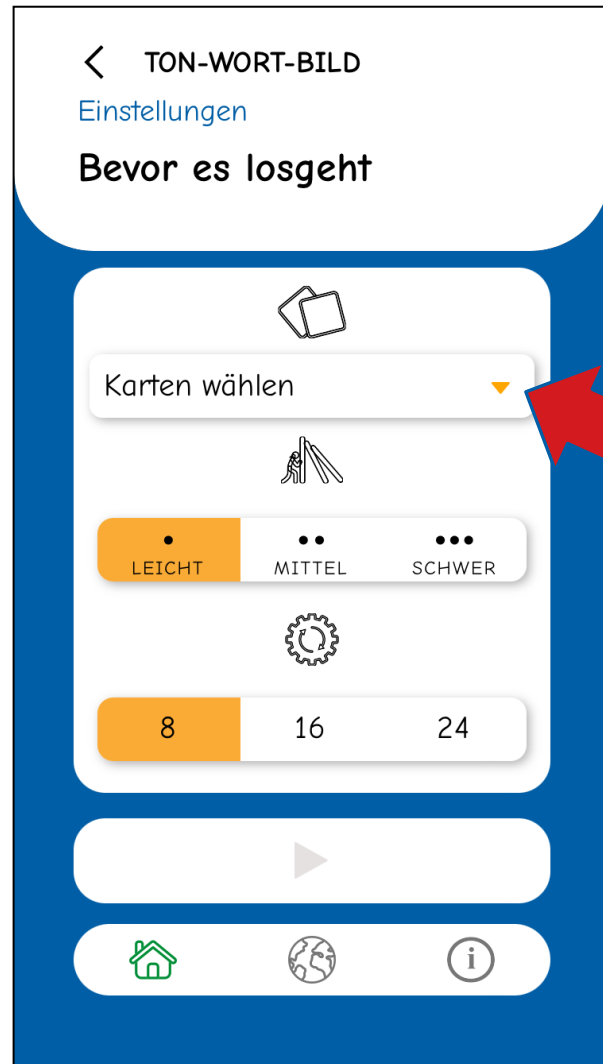 TON-WORT-BILD
Einstellungen
Bevor es losgeht
Karten wählen
LEICHT MITTEL SCHWER
8 16 24
i